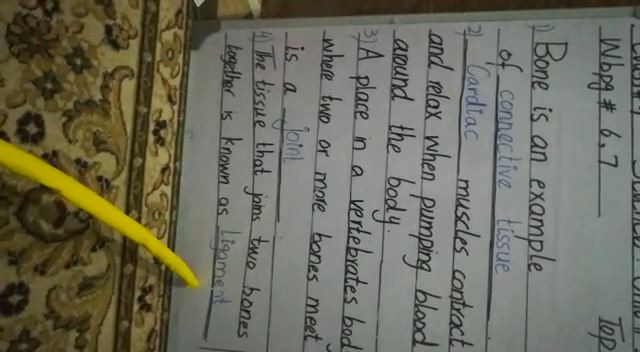 Wbpg # 6,7 Top
1) Bone is an example
of connective tissue
2) Cardiac muscles contract
and relax when pumping blood
around the body.
3) A place in a vertebrates bod
where two or more bones meet
is a joint
4) The tissue that joins two bones
together is known as Ligament